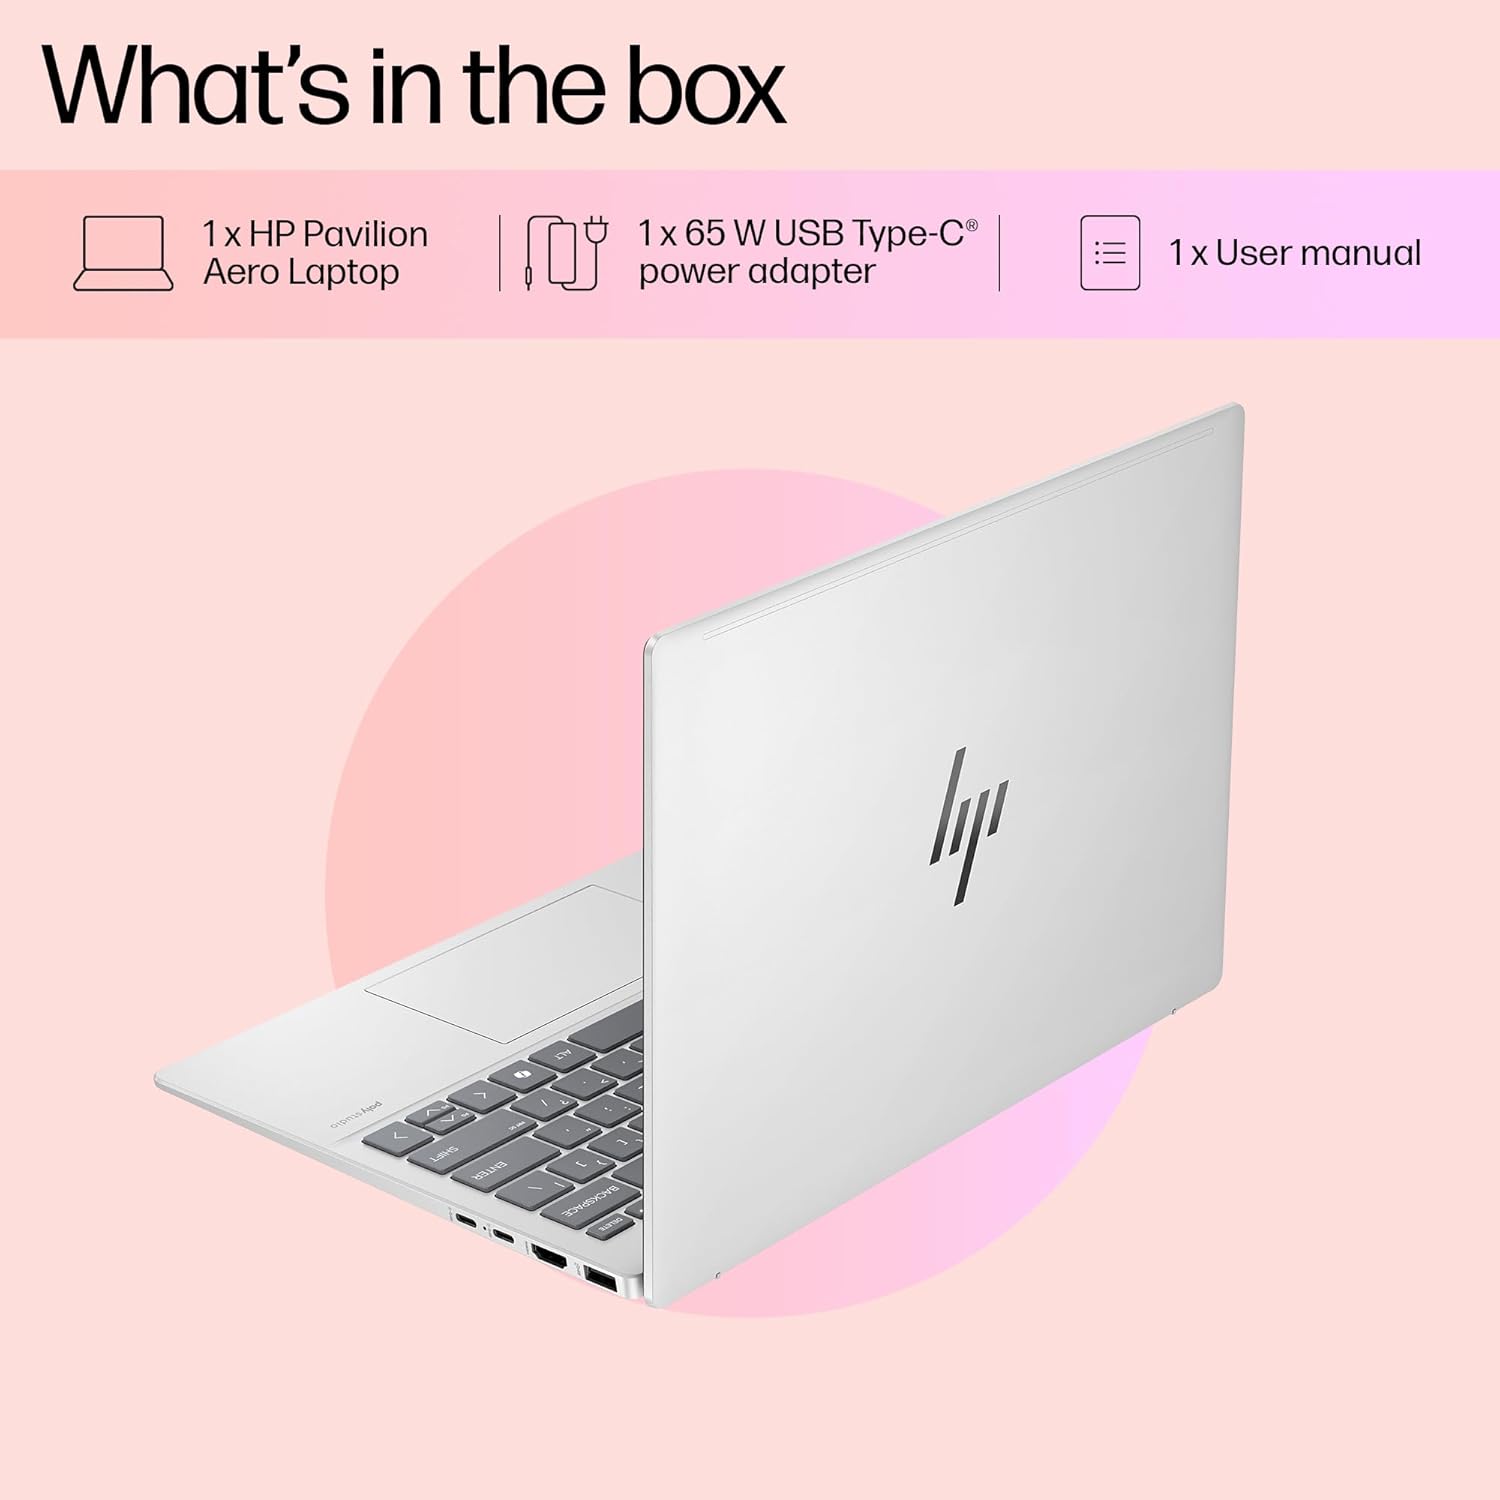 What's in the box
1 x HP Pavilion
Aero Laptop
1 x 65 W USB Type-C®
power adapter
1 x User manual
hp
poly studio
ALT
SHIFT
ENTER
BACKSPACE
DELETE